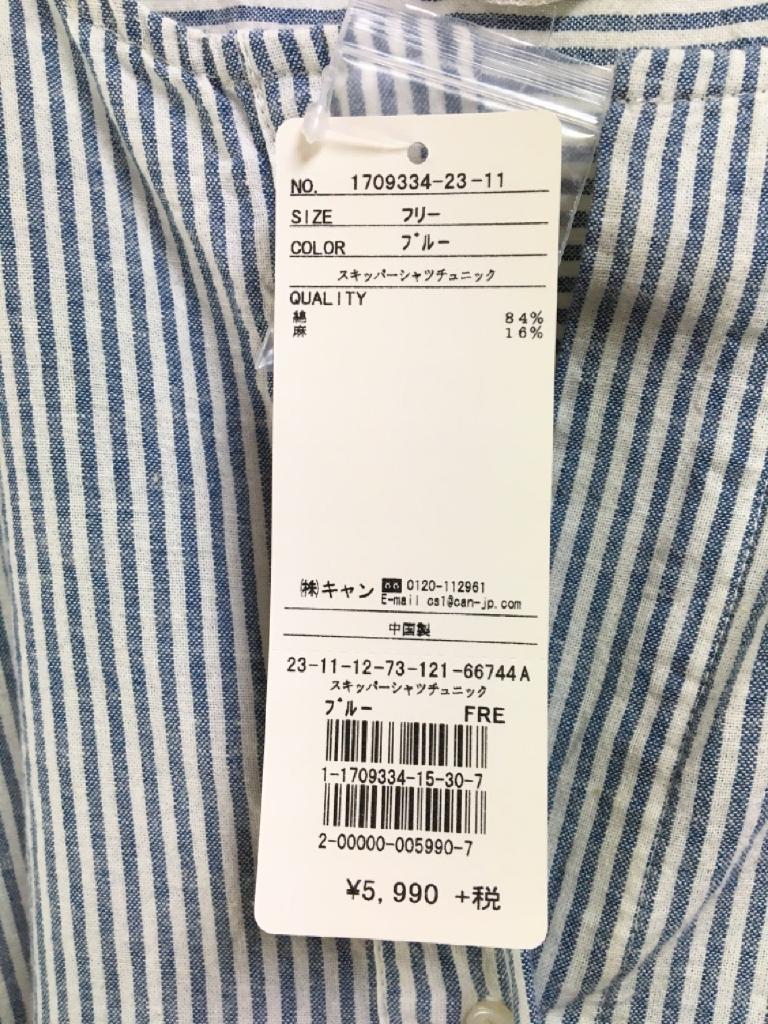 NO. 1709334-23-11
SIZE フリー
COLOR ブルー
スキッパーシャツチュニック
QUALITY
綿 84%
麻 16%
㈱キャン 0120-112961
E-mail cs1@can-jp.com
中国製
23-11-12-73-121-66744A
スキッパーシャツチュニック
ブルー FRE
1-1709334-15-30-7
2-00000-005990-7
¥5,990 +税